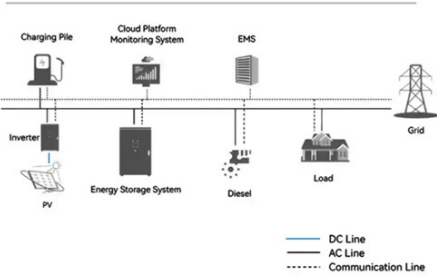 Charging Pile
Cloud Platform
Monitoring System
EMS
Grid
Inverter
PV
Energy Storage System
Diesel
Load
DC Line
AC Line
Communication Line